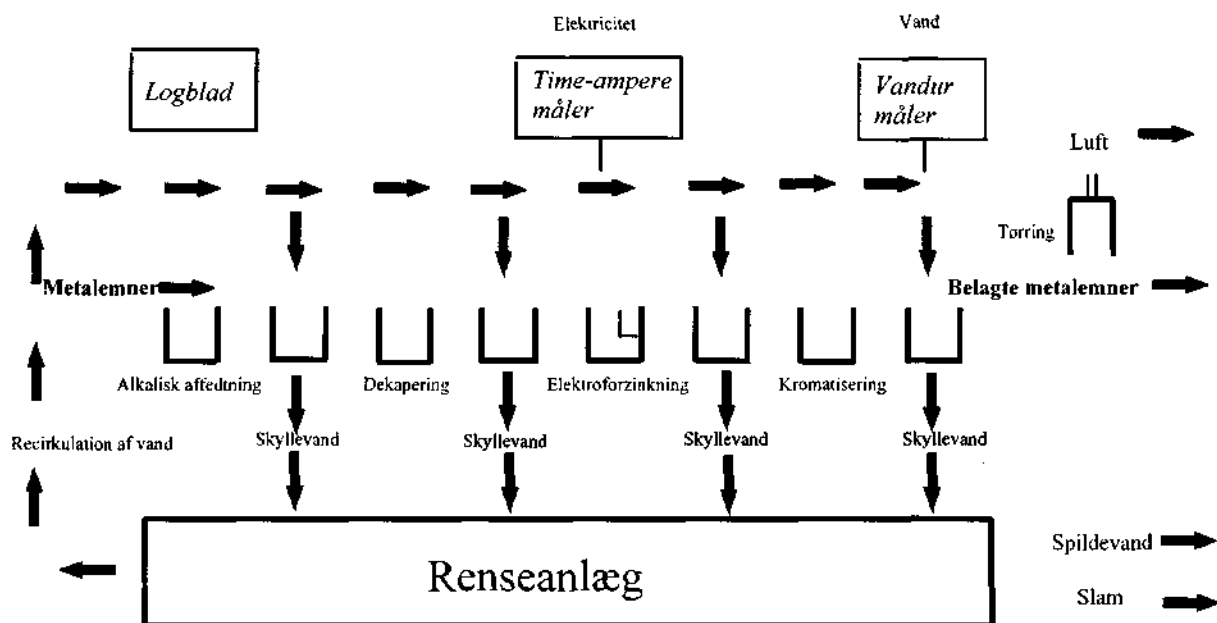 Elektricitet
Vand
Logblad
Time-ampere
måler
Vandur
måler
Luft
Tørring
Metalemner
Belagte metalemner
Alkalisk affedtning
Dekapering
Elektroforzinkning
Kromatisering
Recirkulation af vand
Skyllevand
Skyllevand
Skyllevand
Skyllevand
Renseanlæg
Spildevand
Slam